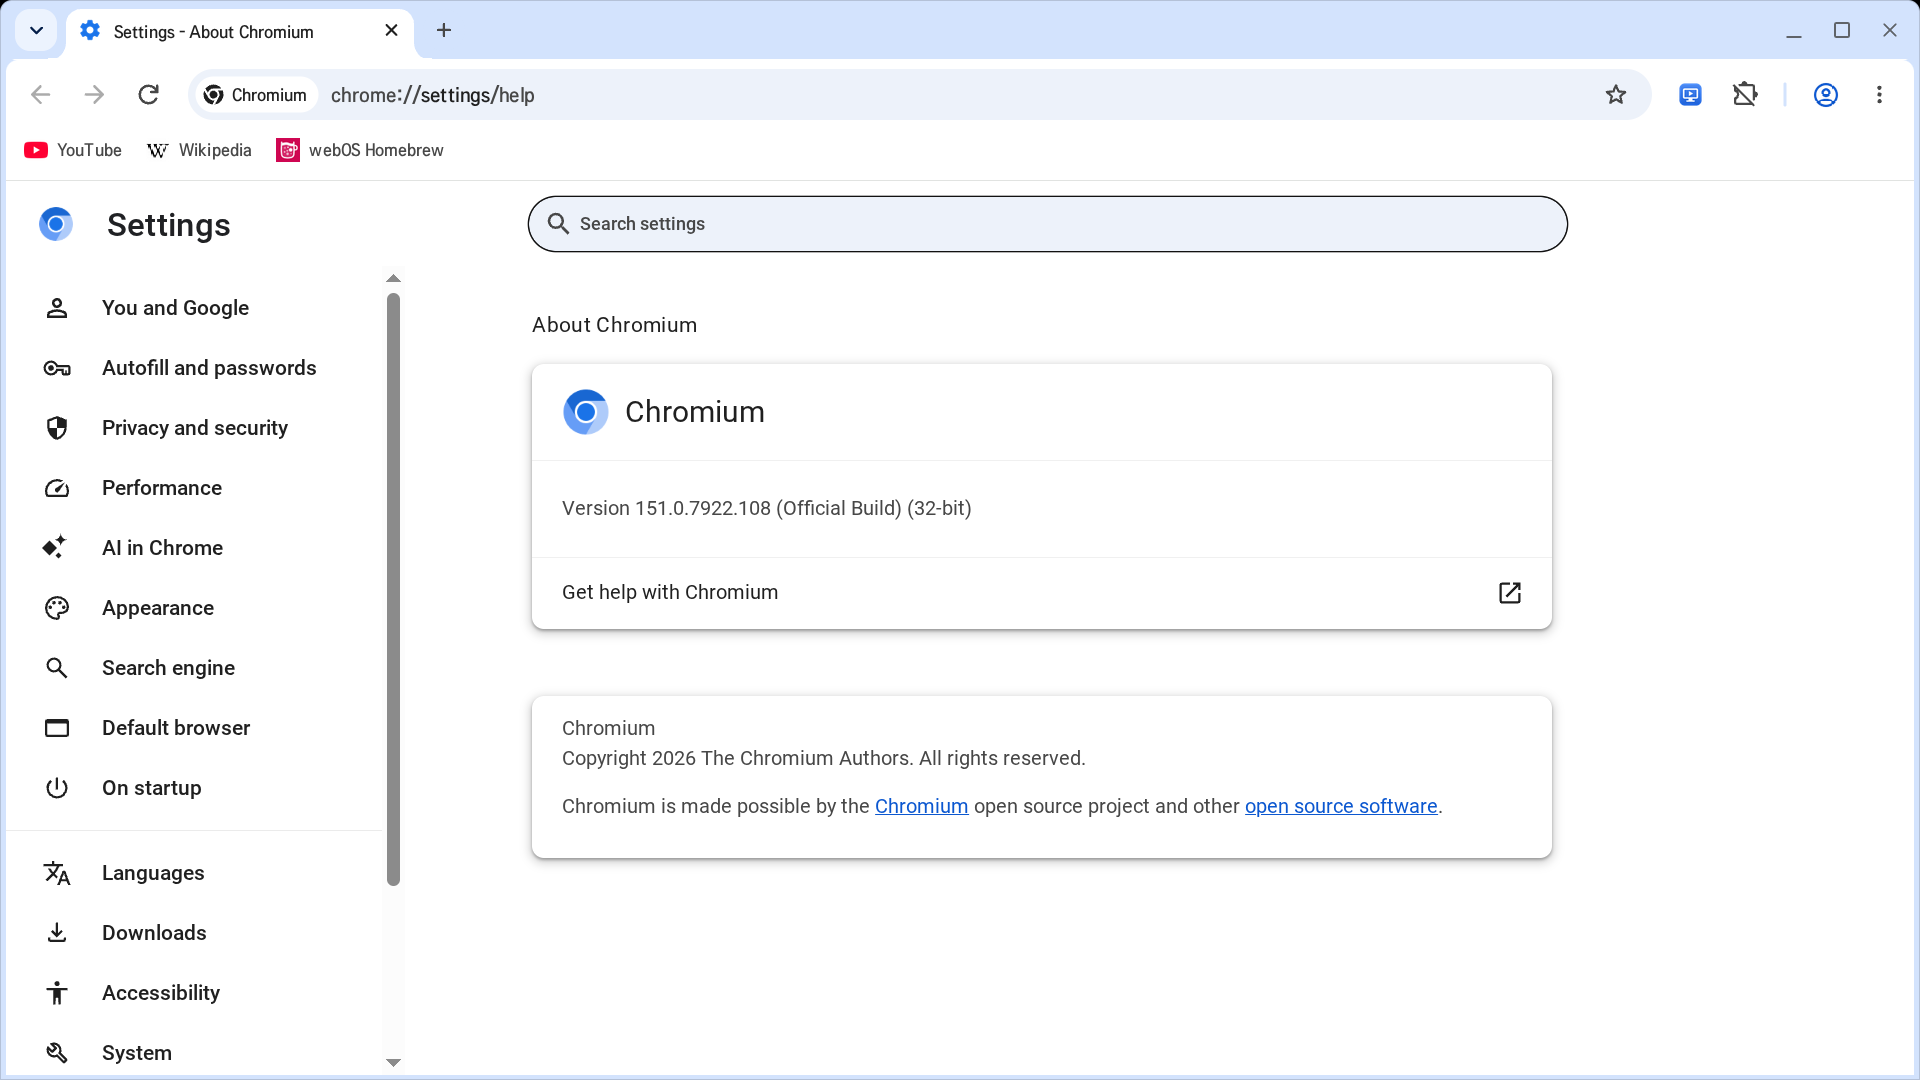 Settings - About Chromium
Chromium
chrome://settings/help
YouTube
Wikipedia
webOS Homebrew
Settings
Search settings
You and Google
Autofill and passwords
Privacy and security
Performance
AI in Chrome
Appearance
Search engine
Default browser
On startup
Languages
Downloads
Accessibility
System
About Chromium
Chromium
Version 151.0.7922.108 (Official Build) (32-bit)
Get help with Chromium
Chromium
Copyright 2026 The Chromium Authors. All rights reserved.
Chromium is made possible by the Chromium open source project and other open source software.